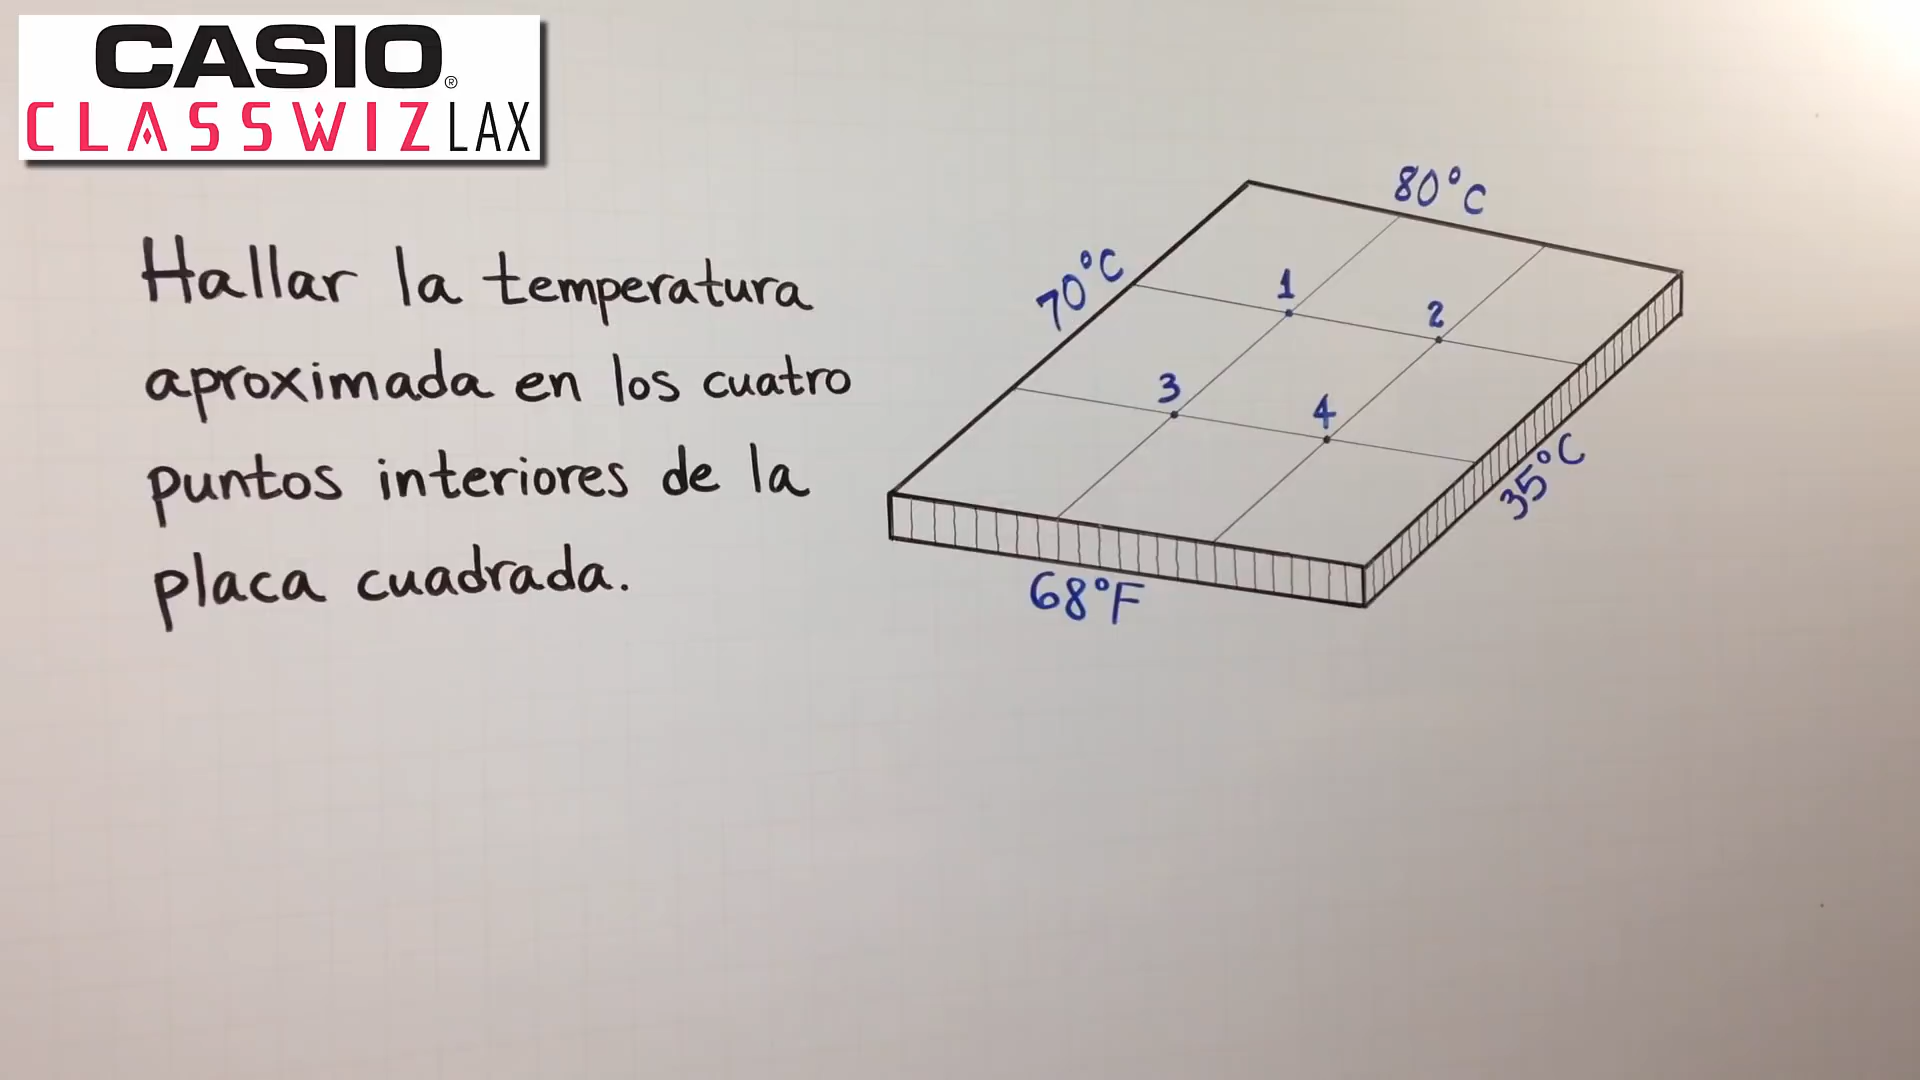 CASIO®
CLASSWIZ LAX
Hallar la temperatura
aproximada en los cuatro
puntos interiores de la
placa cuadrada.
80°C
70°C
1
2
3
4
35°C
68°F